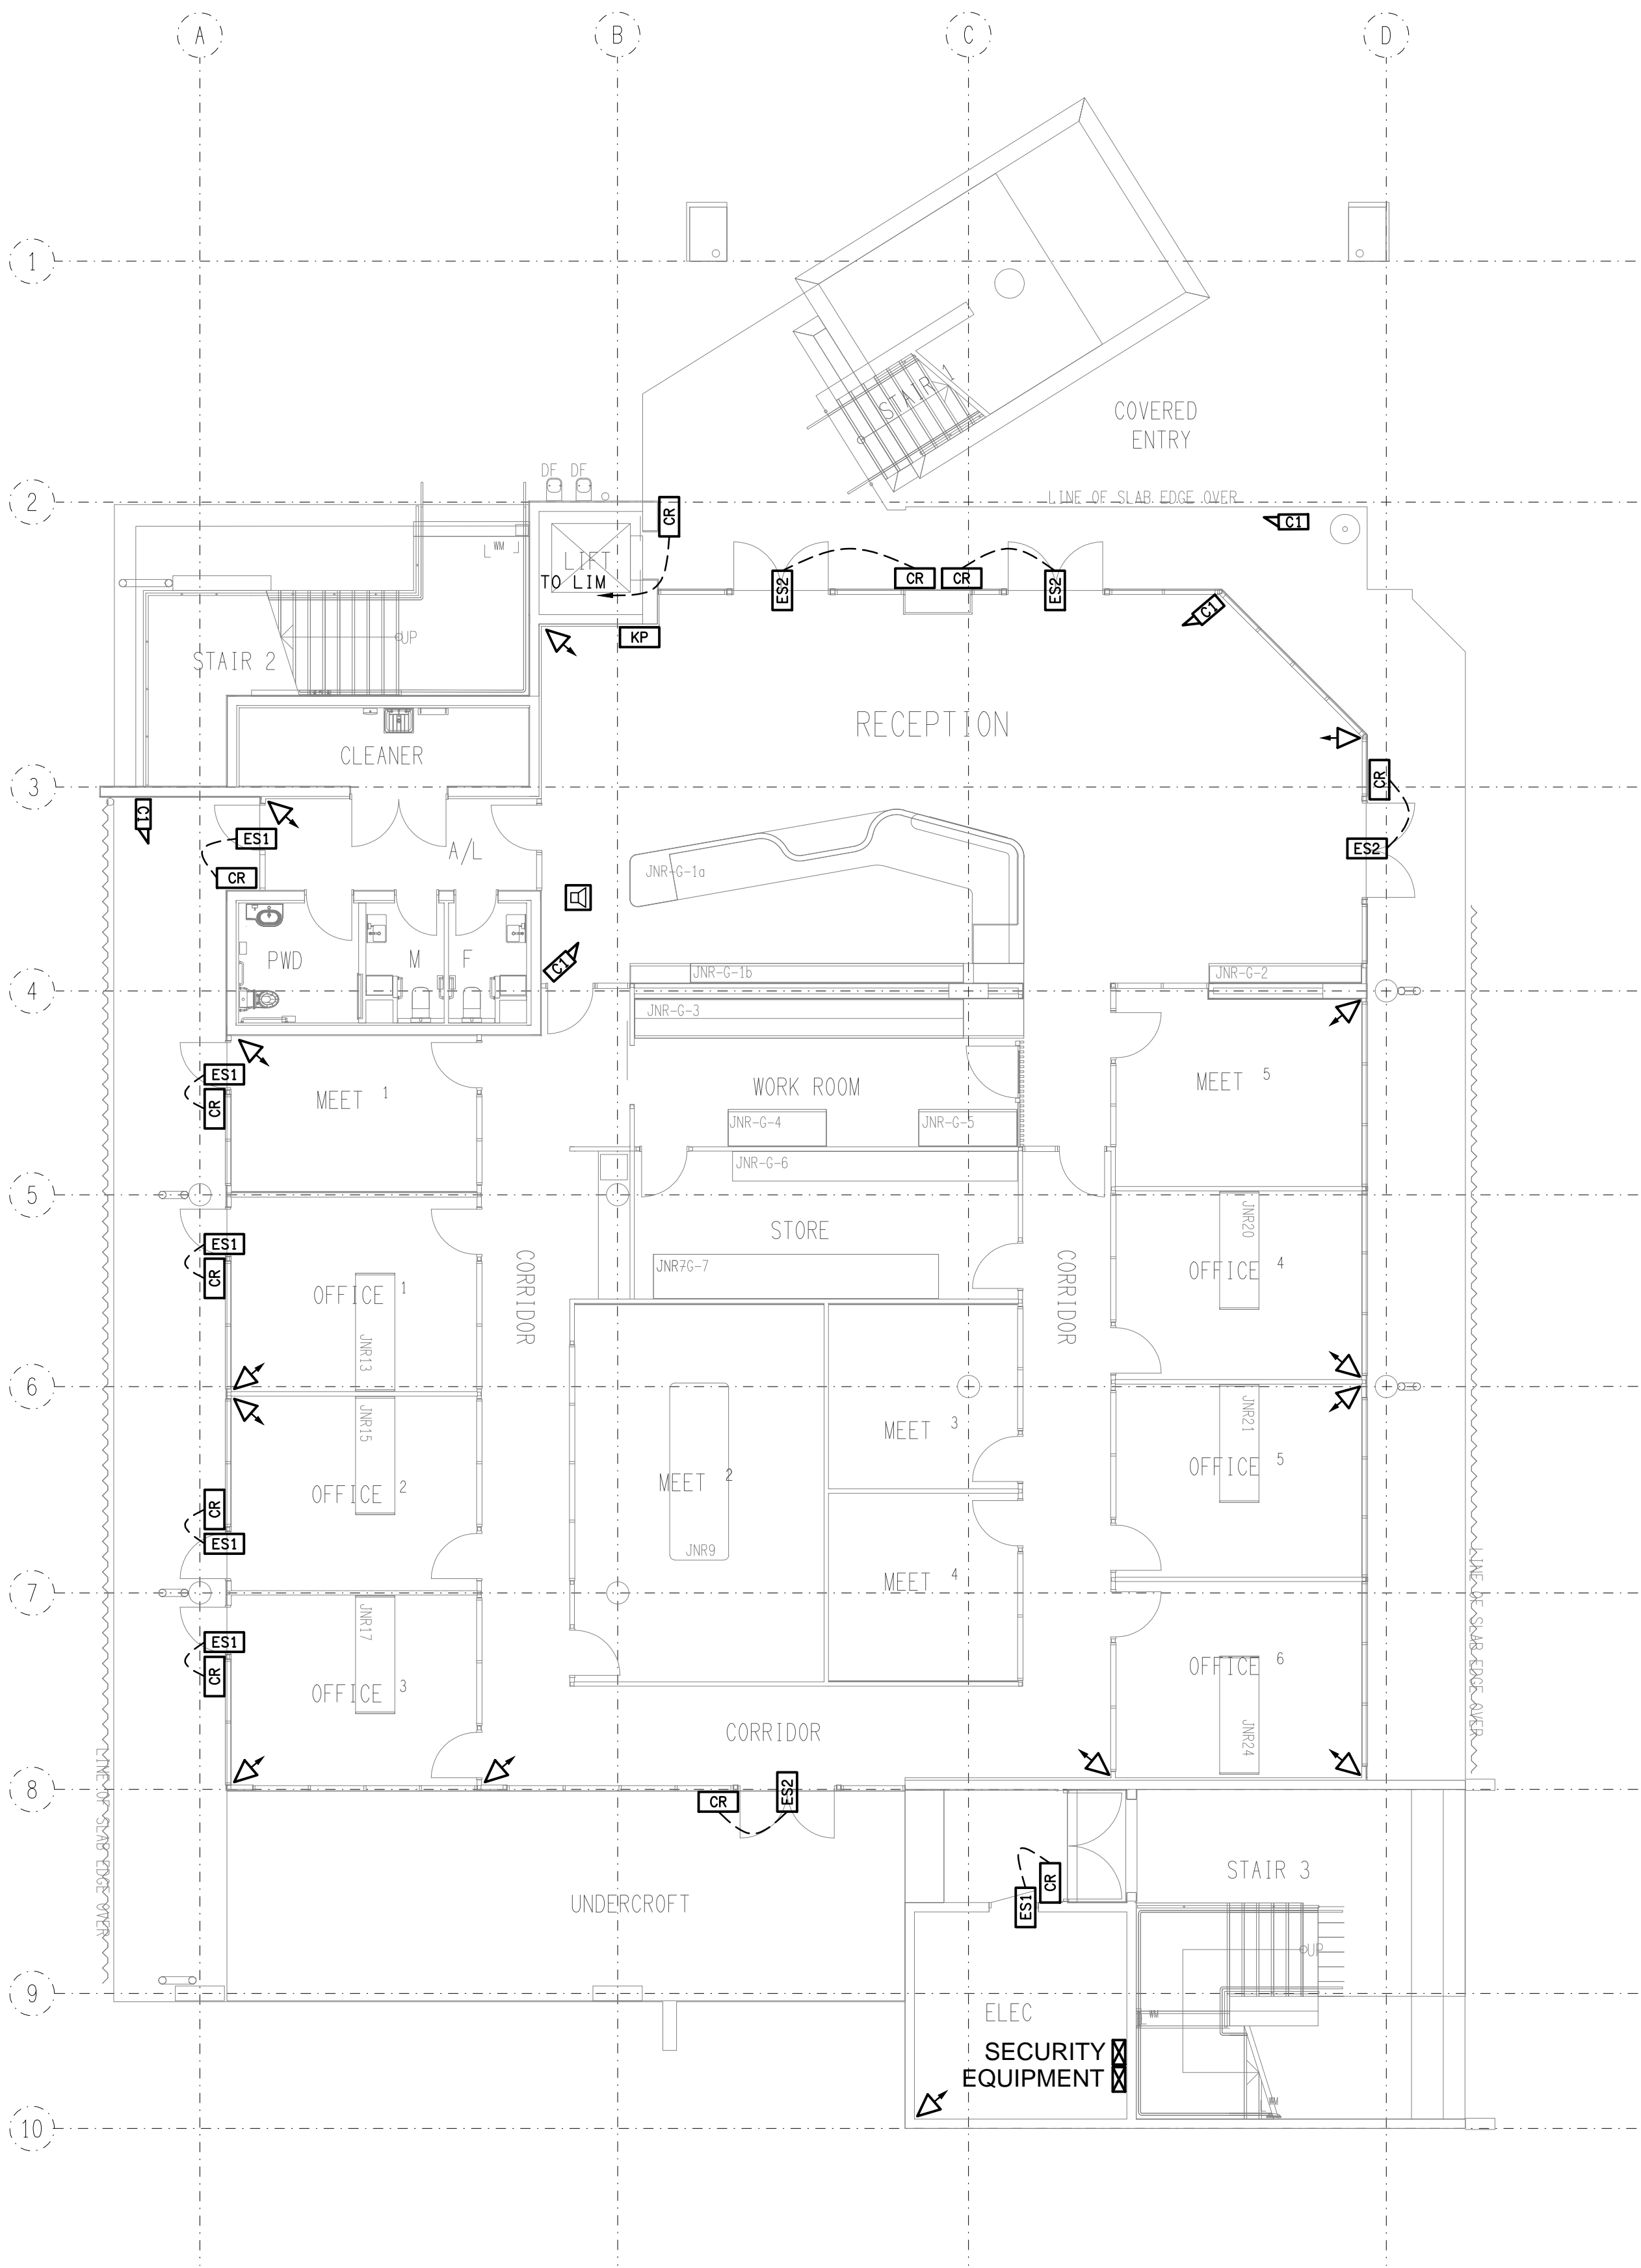 A
B
C
D
1
STAIR 1
COVERED
ENTRY
DF DF
2
LINE OF SLAB EDGE OVER
CR
C1
WM
LIFT
TO LIM
ES2
CR
CR
ES2
C1
KP
UP
STAIR 2
RECEPTION
CLEANER
3
CR
C1
ES1
A/L
ES2
CR
JNR-G-1a
PWD
M
F
C1
JNR-G-1b
JNR-G-2
4
JNR-G-3
ES1
MEET 1
WORK ROOM
MEET 5
CR
JNR-G-4
JNR-G-5
JNR-G-6
5
JNR20
STORE
ES1
CR
CORRIDOR
CORRIDOR
JNR7G-7
OFFICE 1
OFFICE 4
JNR13
6
JNR15
JNR21
MEET 3
MEET 2
OFFICE 5
OFFICE 2
CR
ES1
JNR9
MEET 4
7
LINE OF SLAB EDGE OVER
JNR17
ES1
CR
OFFICE 3
OFFICE 6
CORRIDOR
JNR24
8
LINE OF SLAB EDGE OVER
CR
ES2
STAIR 3
CR
ES1
UNDERCROFT
UP
9
ELEC
WM
SECURITY
EQUIPMENT
WM
10